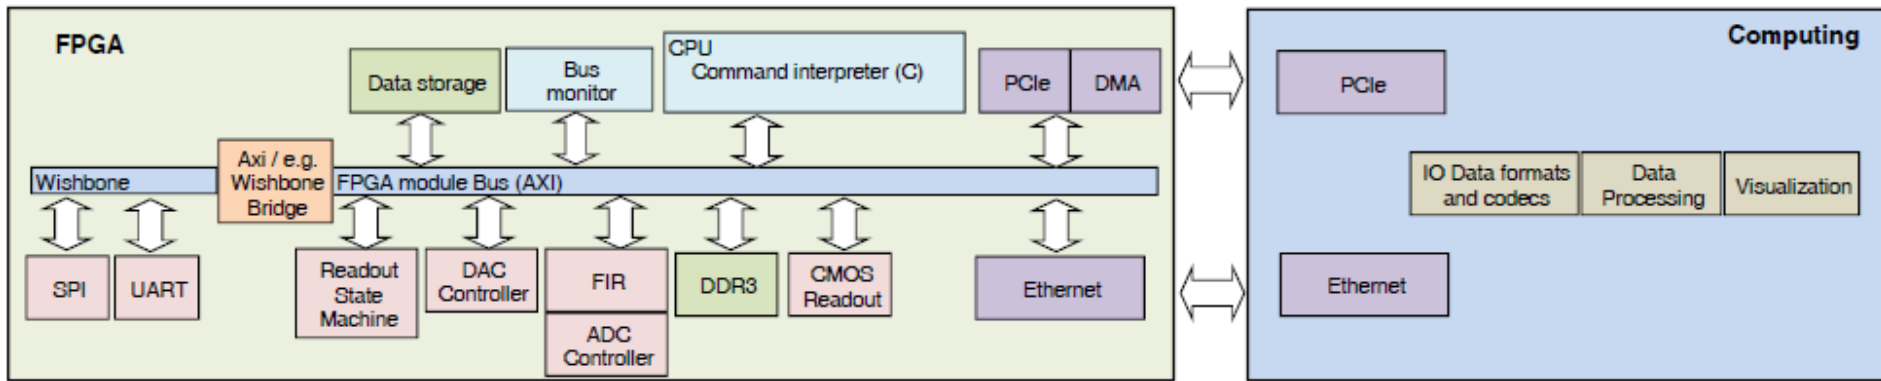 FPGA
Data storage
Bus
monitor
CPU
Command interpreter (C)
PCIe
DMA
Wishbone
Axi / e.g.
Wishbone
Bridge
FPGA module Bus (AXI)
SPI
UART
Readout
State
Machine
DAC
Controller
FIR
ADC
Controller
DDR3
CMOS
Readout
Ethernet
Computing
PCIe
IO Data formats
and codecs
Data
Processing
Visualization
Ethernet